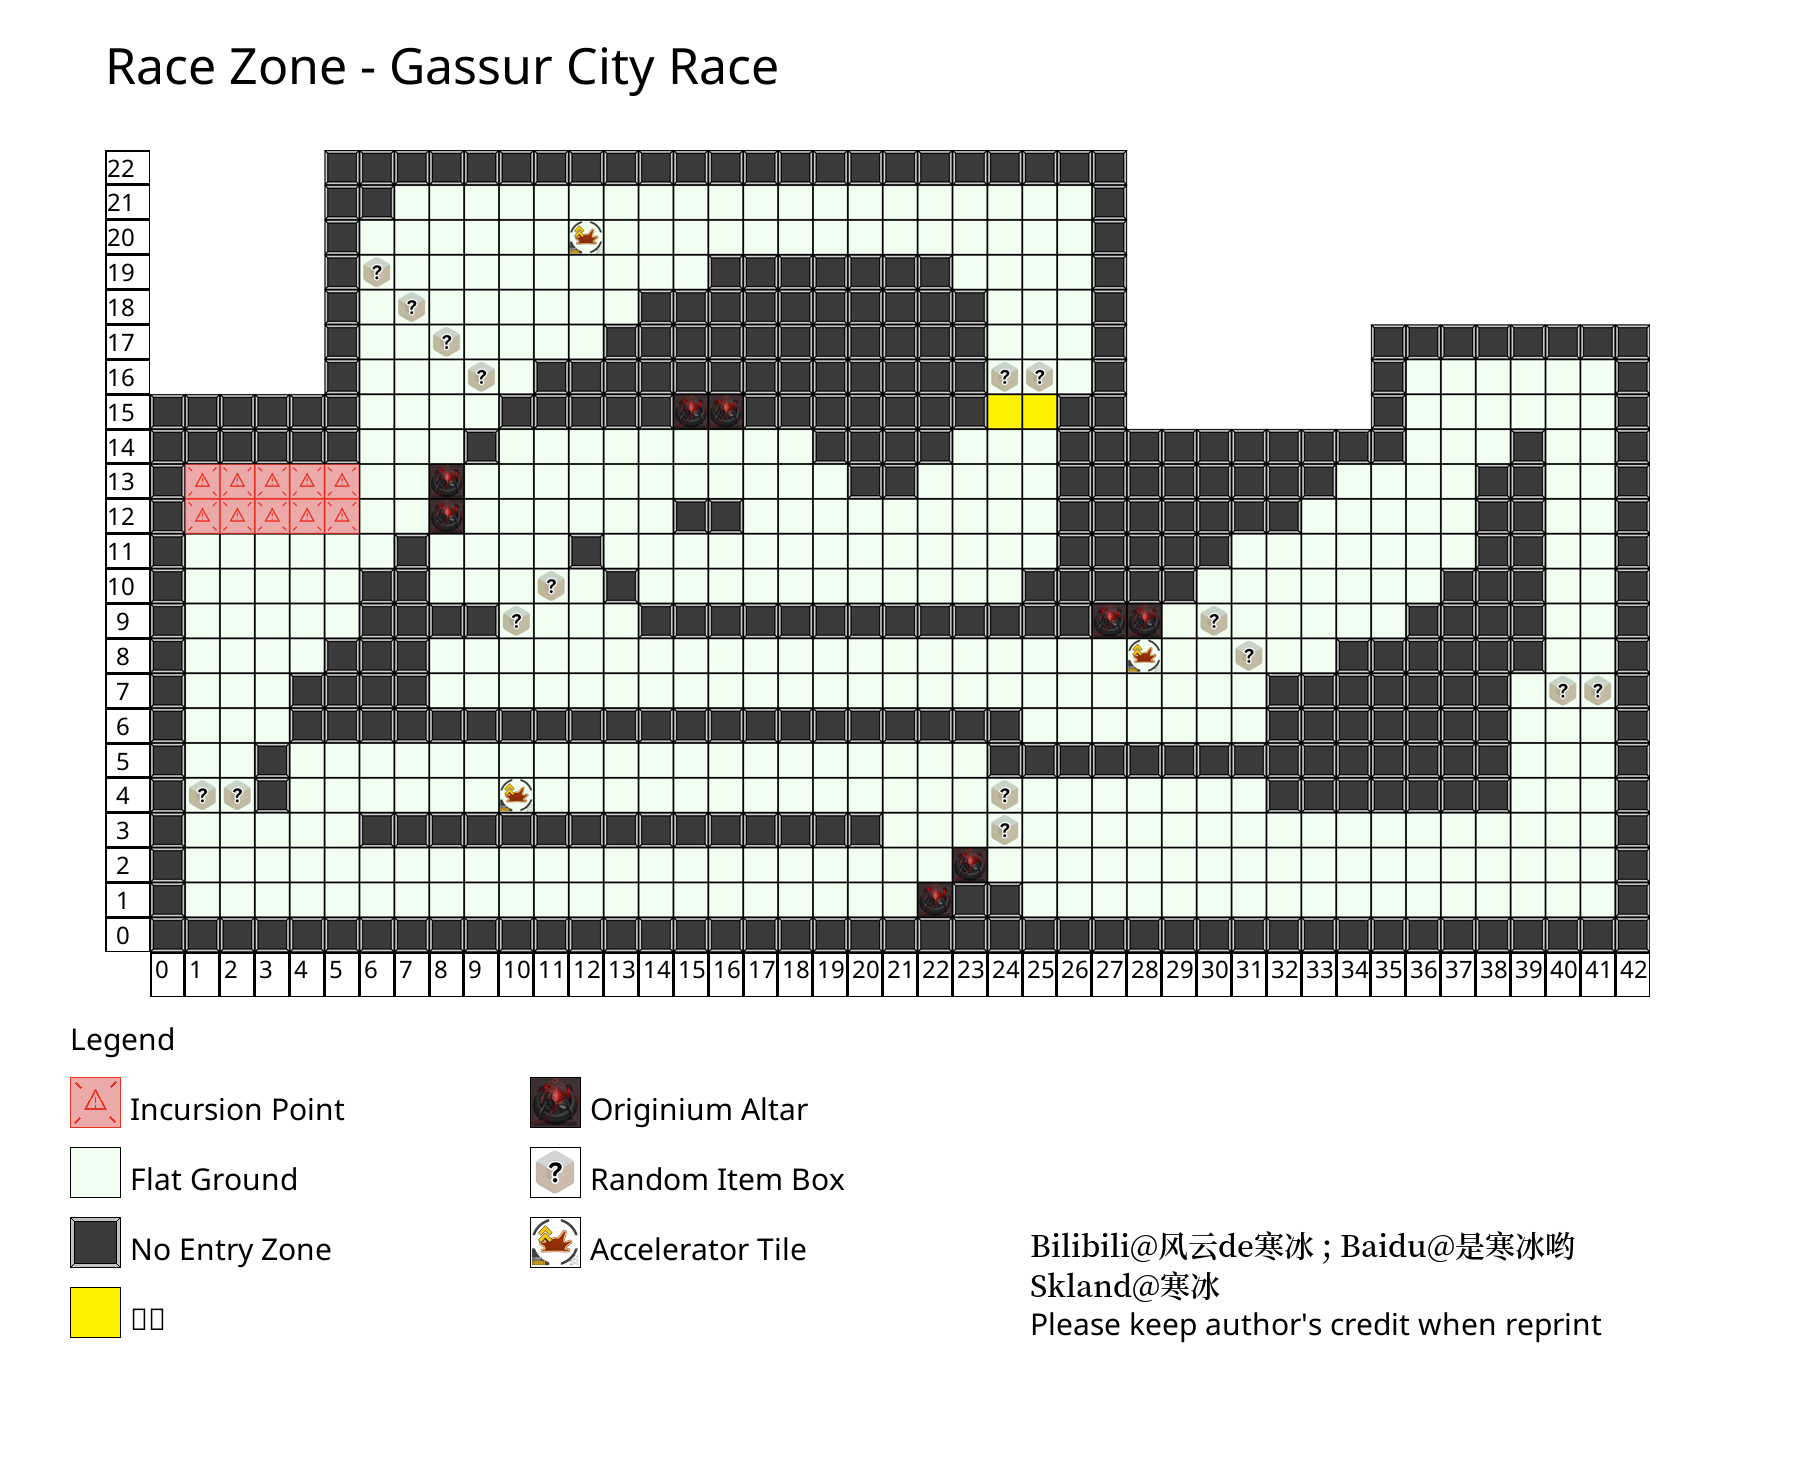 Race Zone - Gassur City Race
22
21
20
19
18
17
16
15
14
13
12
11
10
9
8
7
6
5
4
3
2
1
0
0 1 2 3 4 5 6 7 8 9 10 11 12 13 14 15 16 17 18 19 20 21 22 23 24 25 26 27 28 29 30 31 32 33 34 35 36 37 38 39 40 41 42
Legend
Incursion Point
Originium Altar
Flat Ground
Random Item Box
No Entry Zone
Accelerator Tile
Bilibili@风云de寒冰 ; Baidu@是寒冰哟
Skland@寒冰
Please keep author's credit when reprint